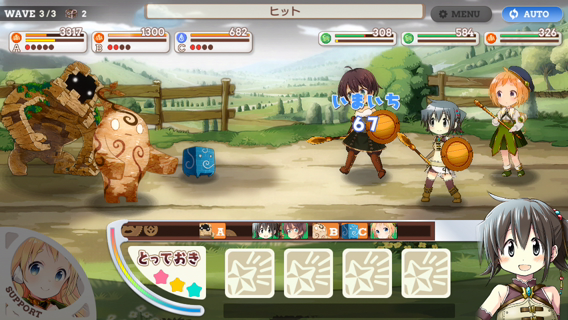 WAVE 3/3
2
ヒット
MENU
AUTO
3317
A
1300
B
682
C
308
584
326
いまいち
67
A
B
C
とっておき
SUPPORT